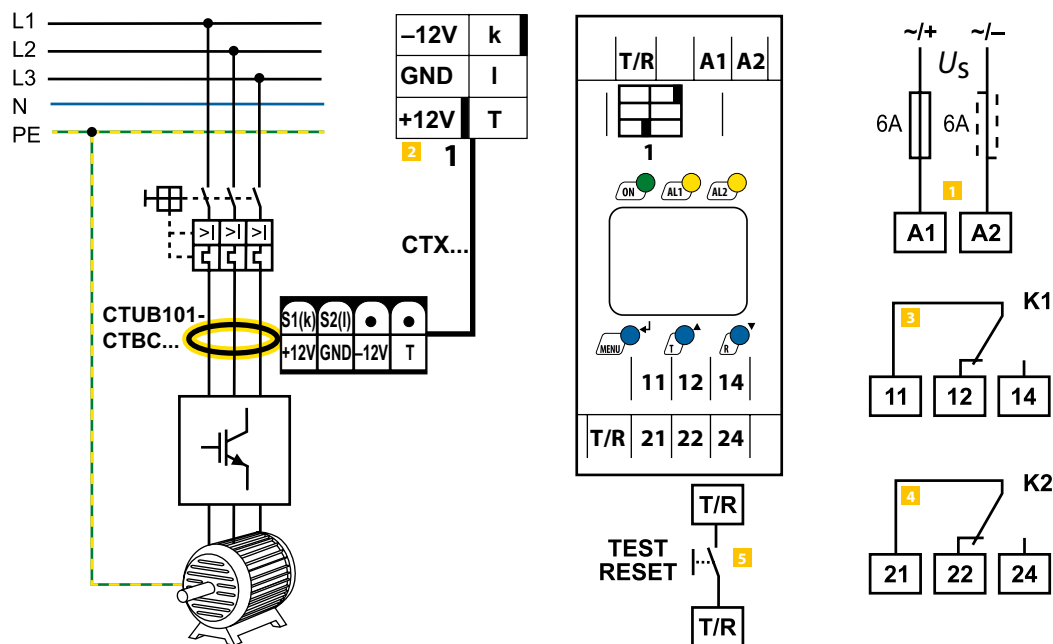 L1
L2
L3
N
PE
>I >I >I
CTUB101-
CTBC...
S1(k) S2(l) ● ●
+12V GND –12V T
–12V k
GND l
+12V T
2 1
CTX...
T/R A1 A2
1
ON AL1 AL2
MENU T R
11 12 14
T/R 21 22 24
T/R
TEST
RESET
5
T/R
~/+ ~/–
US
6A 6A
1
A1 A2
K1
3
11 12 14
K2
4
21 22 24